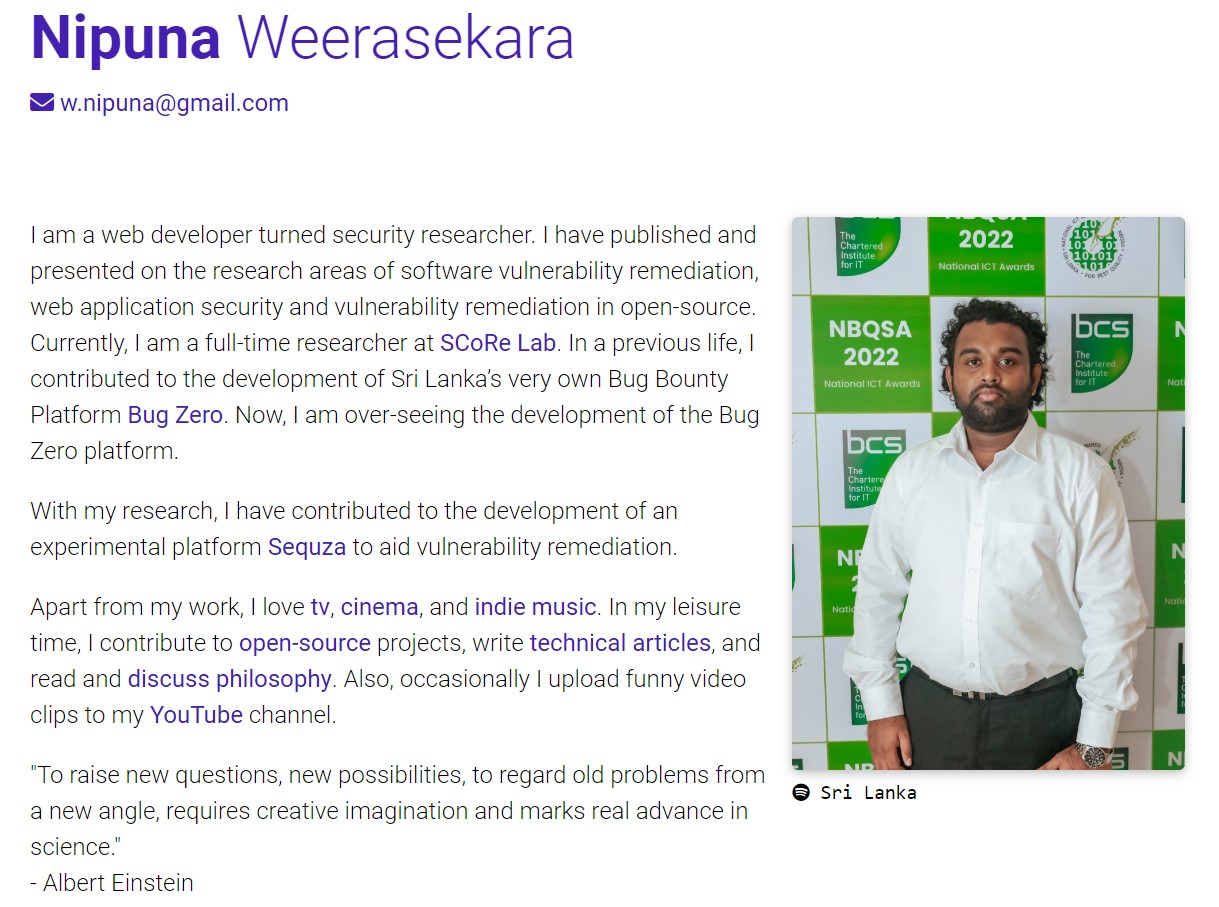 Nipuna Weerasekara
w.nipuna@gmail.com
I am a web developer turned security researcher. I have published and
presented on the research areas of software vulnerability remediation,
web application security and vulnerability remediation in open-source.
Currently, I am a full-time researcher at SCoRe Lab. In a previous life, I
contributed to the development of Sri Lanka’s very own Bug Bounty
Platform Bug Zero. Now, I am over-seeing the development of the Bug
Zero platform.
With my research, I have contributed to the development of an
experimental platform Sequza to aid vulnerability remediation.
Apart from my work, I love tv, cinema, and indie music. In my leisure
time, I contribute to open-source projects, write technical articles, and
read and discuss philosophy. Also, occasionally I upload funny video
clips to my YouTube channel.
"To raise new questions, new possibilities, to regard old problems from
a new angle, requires creative imagination and marks real advance in
science."
- Albert Einstein
The
Chartered
Institute
for IT
NBQSA
2022
National ICT Awards
NBQSA
2022
National ICT Awards
bcs
The
Chartered
Institute
for IT
bcs
The
Institute
for IT
Sri Lanka